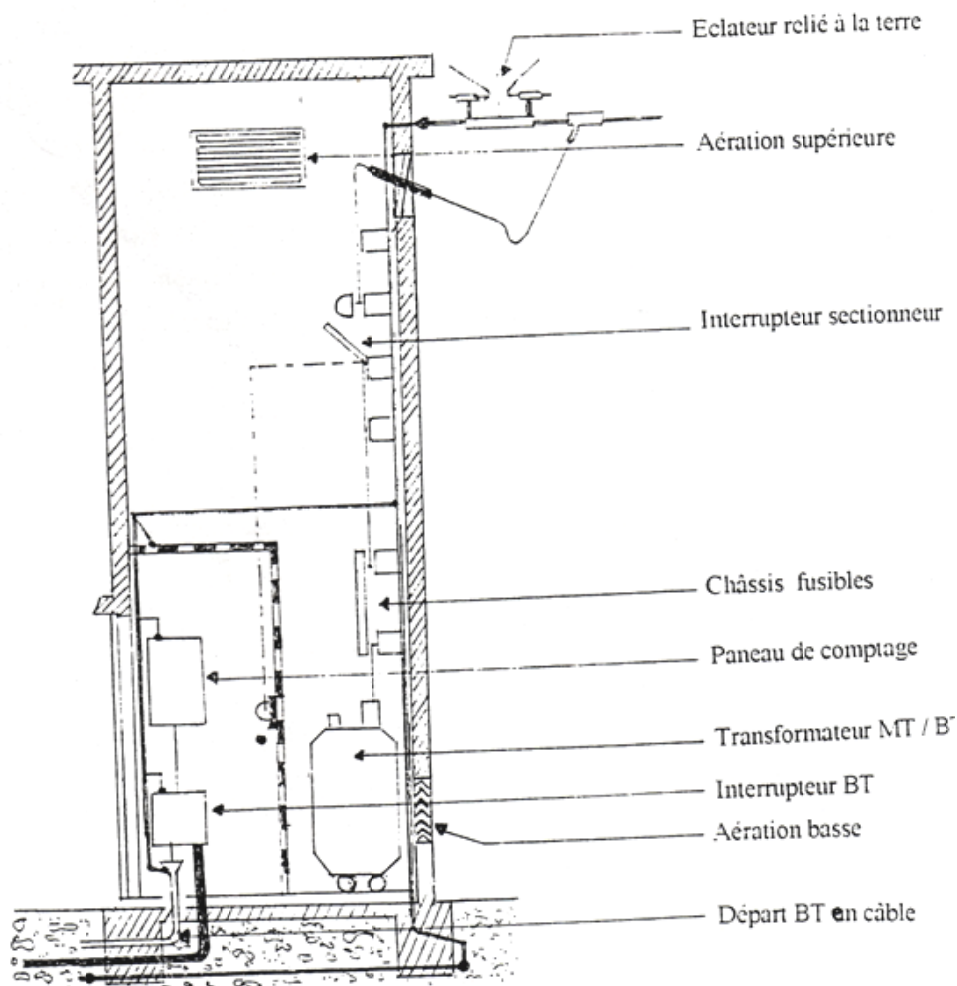 Eclateur relié à la terre
Aération supérieure
Interrupteur sectionneur
Châssis fusibles
Paneau de comptage
Transformateur MT / BT
Interrupteur BT
Aération basse
Départ BT en câble